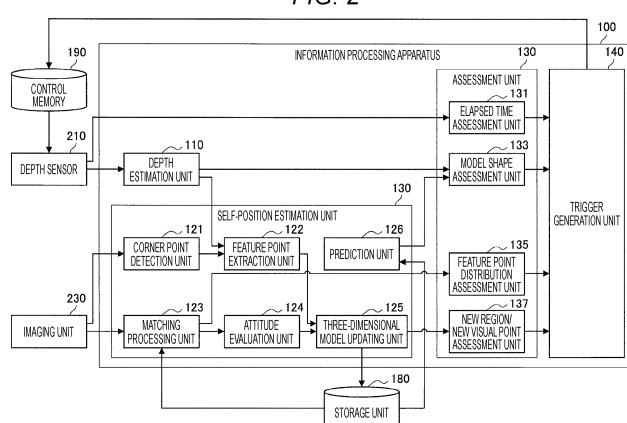 FIG. 2
100
190
INFORMATION PROCESSING APPARATUS
130
140
CONTROL
MEMORY
ASSESSMENT UNIT
131
ELAPSED TIME
ASSESSMENT UNIT
210
DEPTH SENSOR
110
DEPTH
ESTIMATION UNIT
133
MODEL SHAPE
ASSESSMENT UNIT
130
SELF-POSITION ESTIMATION UNIT
TRIGGER
GENERATION UNIT
121
CORNER POINT
DETECTION UNIT
122
FEATURE POINT
EXTRACTION UNIT
126
PREDICTION UNIT
135
FEATURE POINT
DISTRIBUTION
ASSESSMENT UNIT
230
IMAGING UNIT
123
MATCHING
PROCESSING UNIT
124
ATTITUDE
EVALUATION UNIT
125
THREE-DIMENSIONAL
MODEL UPDATING UNIT
137
NEW REGION/
NEW VISUAL POINT
ASSESSMENT UNIT
180
STORAGE UNIT